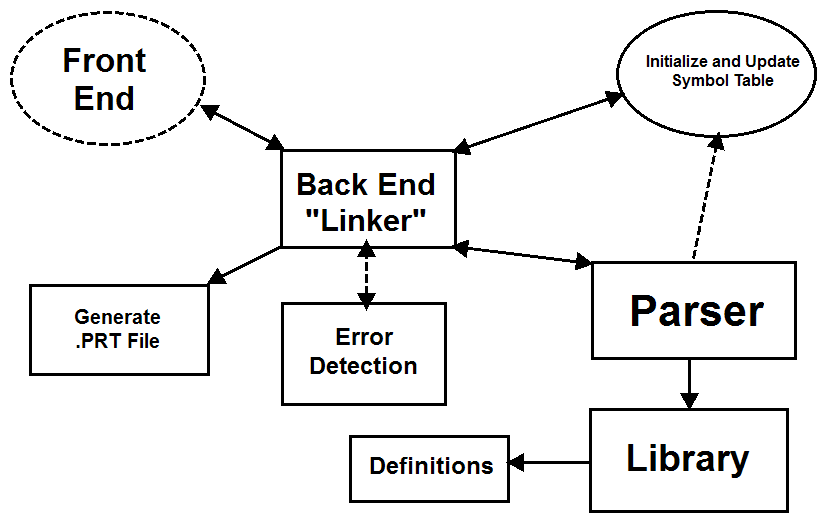 Front
End
Initialize and Update
Symbol Table
Back End
"Linker"
Generate
.PRT File
Error
Detection
Parser
Definitions
Library